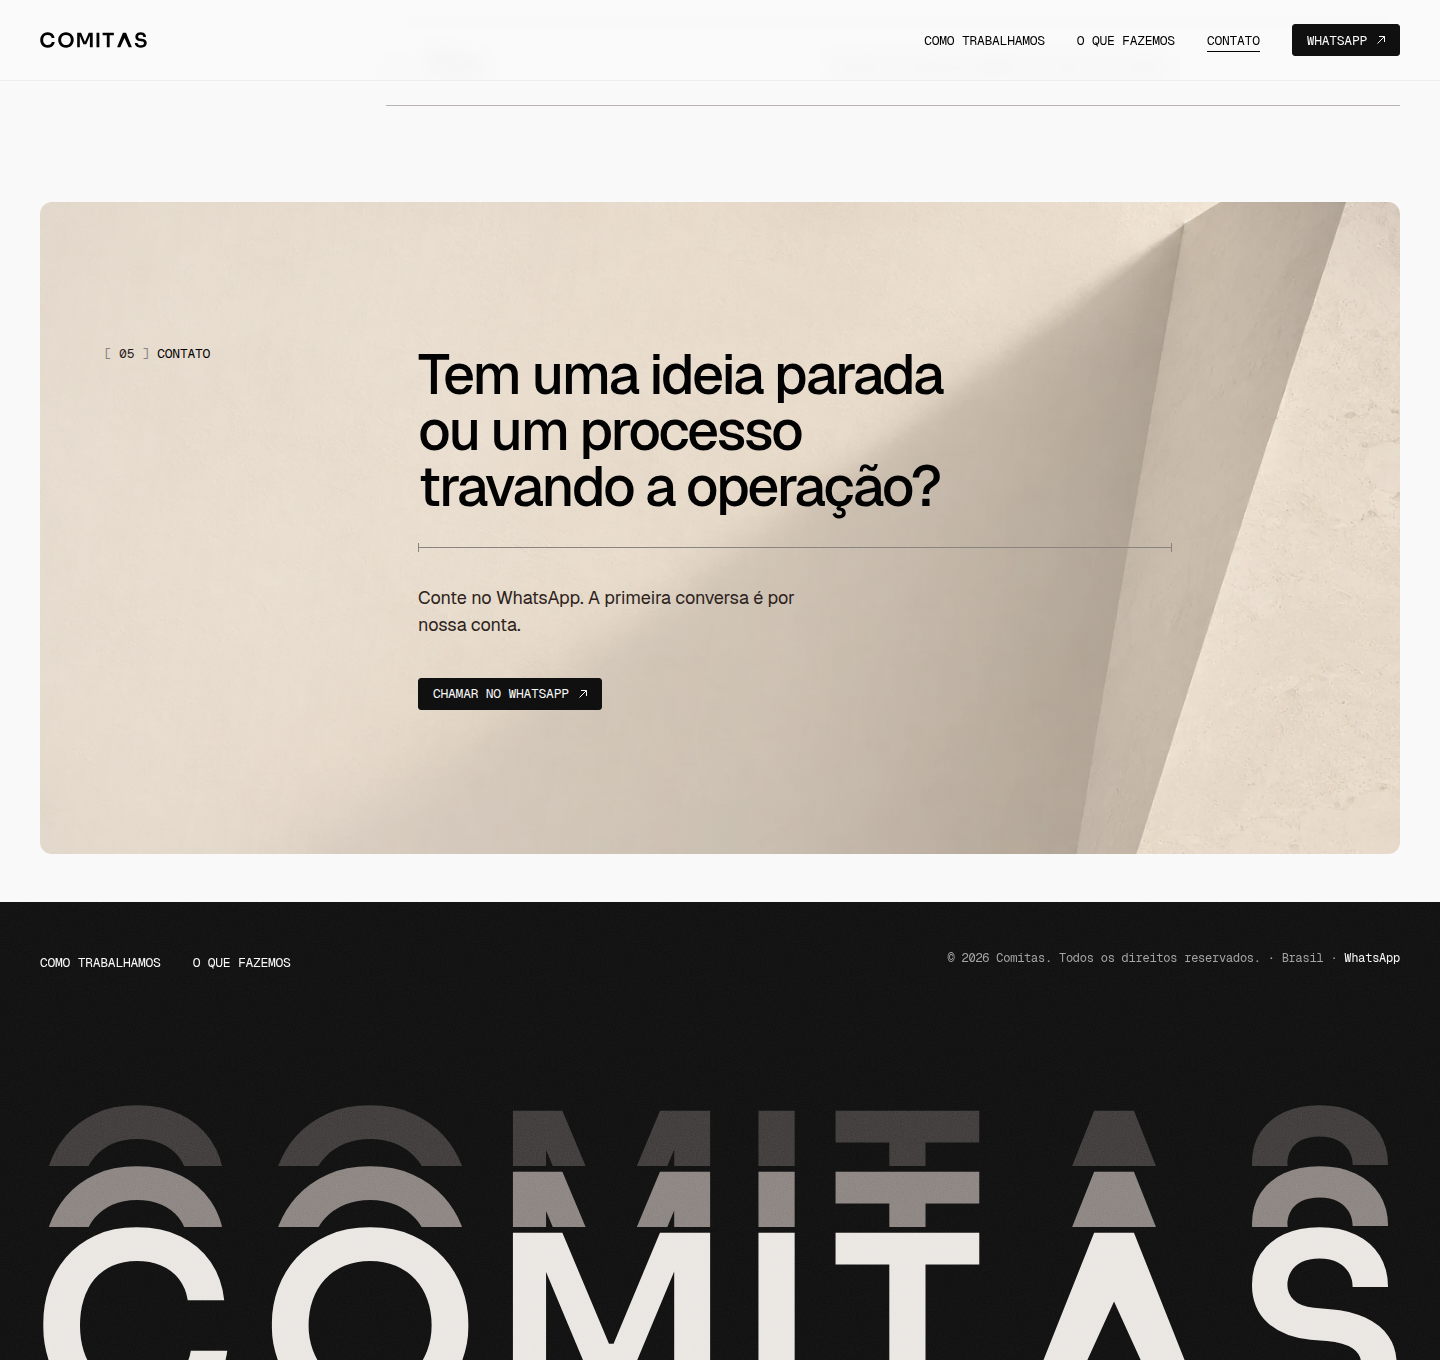 COMITAS
COMO TRABALHAMOS
O QUE FAZEMOS
CONTATO
WHATSAPP
[ 05 ] CONTATO
Tem uma ideia parada
ou um processo
travando a operação?
Conte no WhatsApp. A primeira conversa é por
nossa conta.
CHAMAR NO WHATSAPP
COMO TRABALHAMOS
O QUE FAZEMOS
© 2026 Comitas. Todos os direitos reservados. · Brasil · WhatsApp
COMITAS
COMITAS
COMITAS